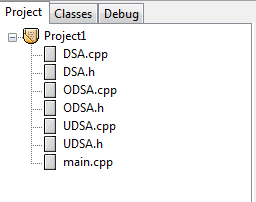 Project Classes Debug
Project1
DSA.cpp
DSA.h
ODSA.cpp
ODSA.h
UDSA.cpp
UDSA.h
main.cpp